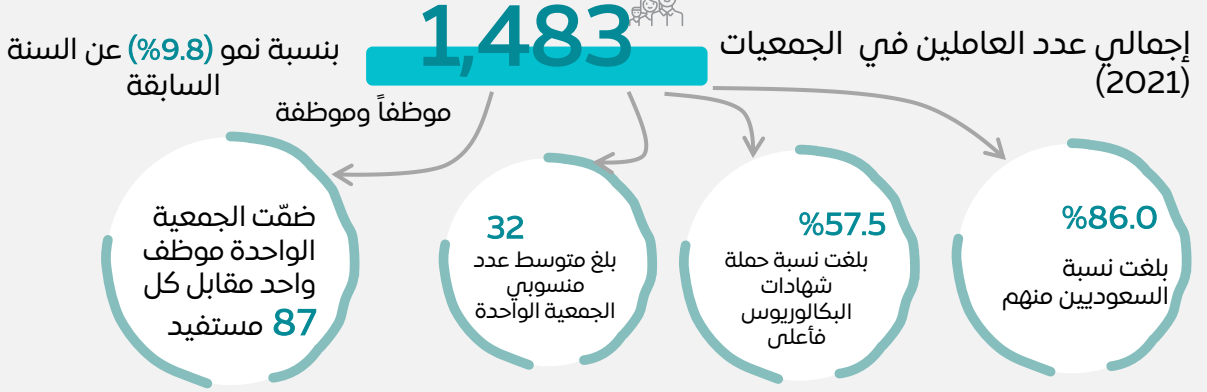 إجمالي عدد العاملين في الجمعيات
(2021)
1,483
موظفاً وموظفة
بنسبة نمو (9.8%) عن السنة
السابقة
%86.0
بلغت نسبة
السعوديين منهم
%57.5
بلغت نسبة حملة
شهادات
البكالوريوس
فأعلى
32
بلغ متوسط عدد
منسوبي
الجمعية الواحدة
ضمّت الجمعية
الواحدة موظف
واحد مقابل كل
87 مستفيد